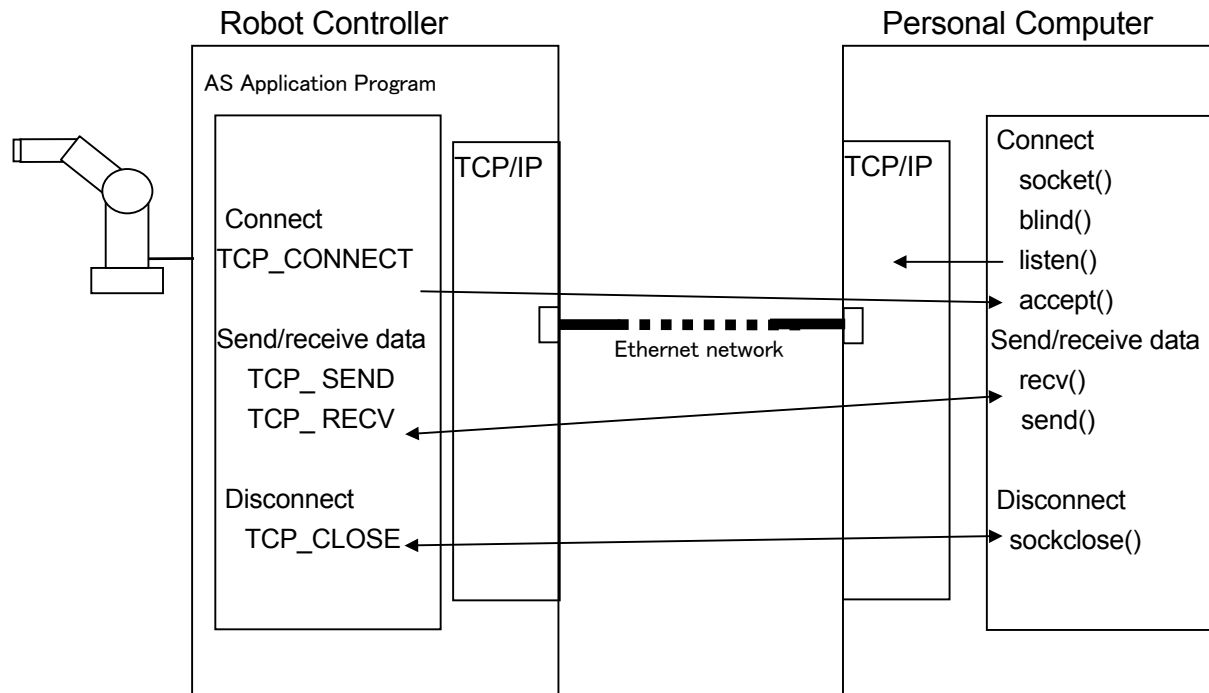 Robot Controller
Personal Computer
AS Application Program
TCP/IP
Connect
TCP_CONNECT
Send/receive data
TCP_ SEND
TCP_ RECV
Disconnect
TCP_CLOSE
Ethernet network
TCP/IP
Connect
socket()
blind()
listen()
accept()
Send/receive data
recv()
send()
Disconnect
sockclose()